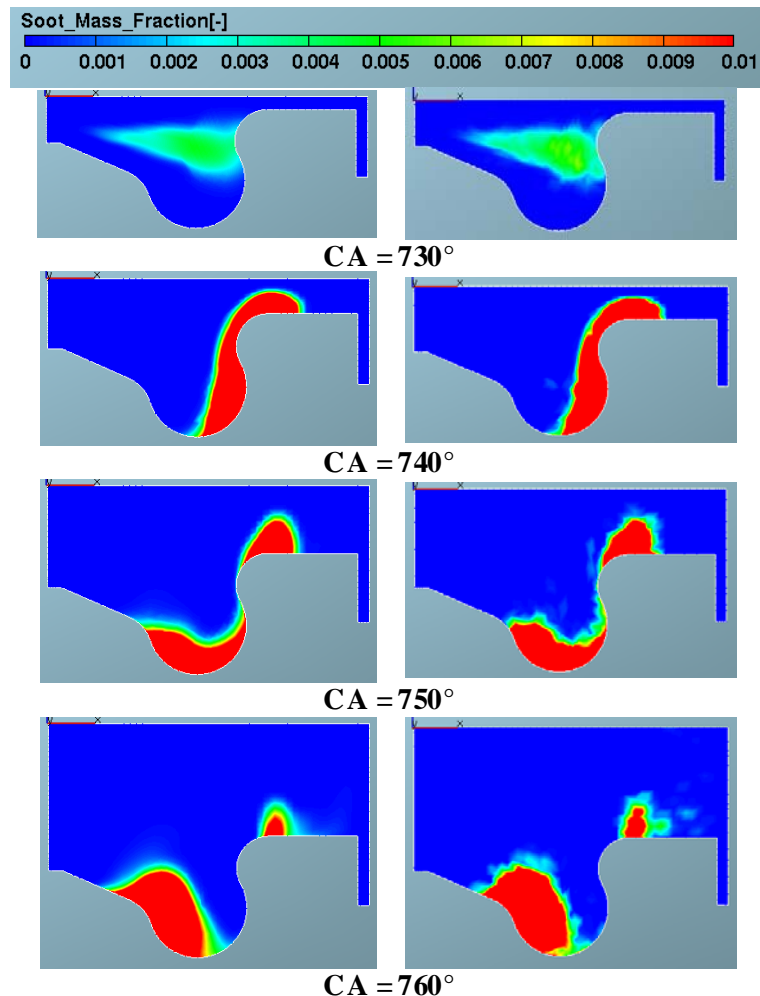 Soot_Mass_Fraction[-]
0 0.001 0.002 0.003 0.004 0.005 0.006 0.007 0.008 0.009 0.01
y x
x
CA = 730°
y x
x
CA = 740°
y x
x
CA = 750°
y x
x
CA = 760°